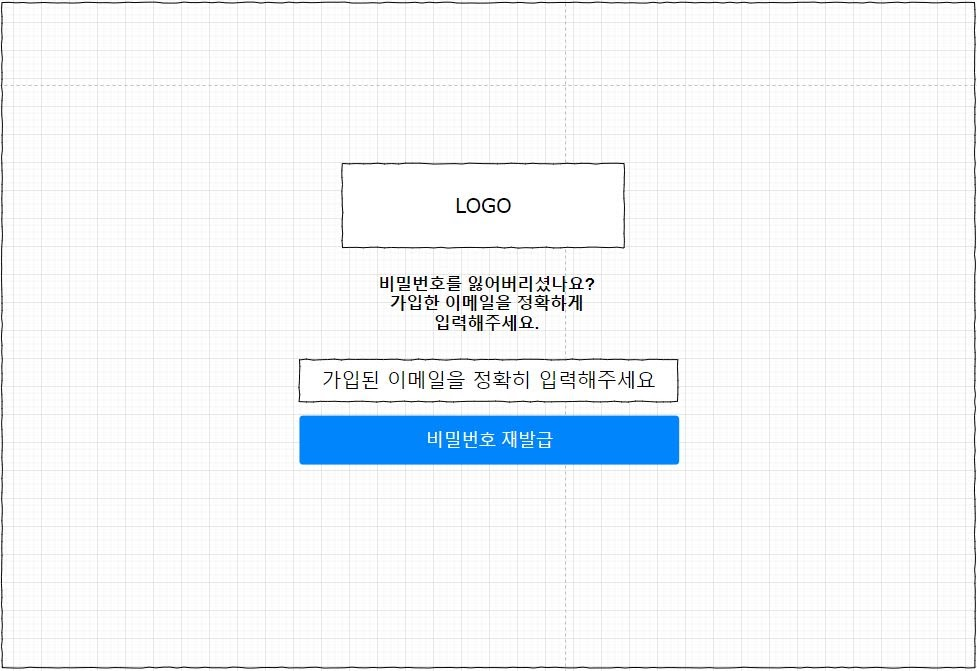 LOGO
비밀번호를 잃어버리셨나요?
가입한 이메일을 정확하게
입력해주세요.
가입된 이메일을 정확히 입력해주세요
비밀번호 재발급